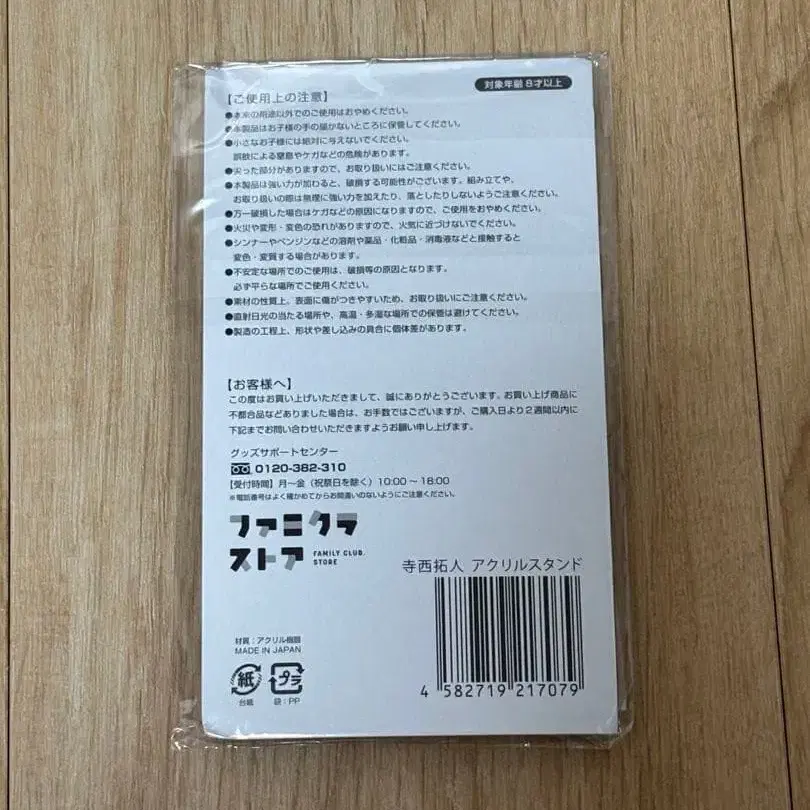 対象年齢8才以上
【ご使用上の注意】
●本来の用途以外でのご使用はおやめください。
●本製品はお子様の手の届かないところに保管してください。
●小さなお子様には絶対に与えないでください。
誤飲による窒息やケガなどの危険があります。
●尖った部分がありますので、お取り扱いにはご注意ください。
●本製品は強い力が加わると、破損する可能性がございます。組み立てや、
お取り扱いの際は無理に強い力を加えたり、落としたりしないようご注意ください。
●万一破損した場合はケガなどの原因になりますので、ご使用をおやめください。
●火災や変形・変色の恐れがありますので、火気に近づけないでください。
●シンナーやベンジンなどの溶剤や薬品・化粧品・消毒液などと接触すると
変色・変質する場合があります。
●不安定な場所でのご使用は、破損等の原因となります。
必ず平らな場所でご使用ください。
●素材の性質上、表面に傷がつきやすいため、お取り扱いにご注意ください。
●直射日光の当たる場所や、高温・多湿な場所での保管は避けてください。
●製造の工程上、形状や差し込みの具合に個体差があります。
【お客様へ】
この度はお買い上げいただきまして、誠にありがとうございます。お買い上げ商品に
不都合品などありました場合は、お手数ではございますが、ご購入日より2週間以内に
下記までお問い合わせいただきますようお願い申し上げます。
グッズサポートセンター
0120-382-310
【受付時間】月〜金（祝祭日を除く）10:00〜18:00
※電話番号はよく確かめてからお間違いのないようにご注意ください。
ファミクラ
ストア
FAMILY CLUB.
STORE
寺西拓人 アクリルスタンド
材質：アクリル樹脂
MADE IN JAPAN
紙
プラ
台紙
袋：PP
4 582719 217079